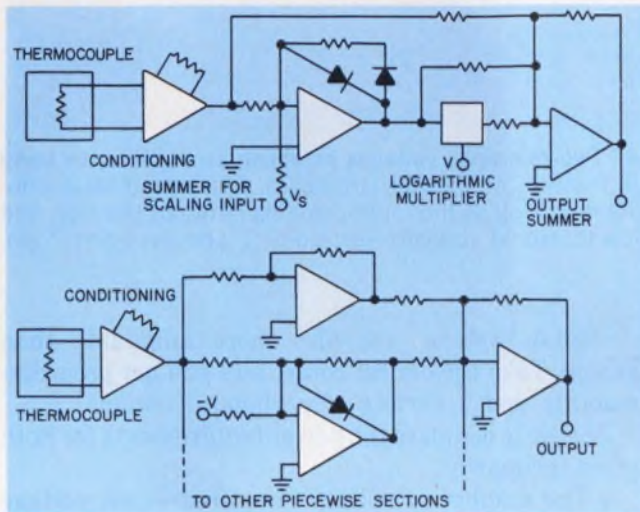 THERMOCOUPLE
CONDITIONING
SUMMER FOR
SCALING INPUT
VS
V
LOGARITHMIC
MULTIPLIER
OUTPUT
SUMMER
CONDITIONING
THERMOCOUPLE
-V
OUTPUT
TO OTHER PIECEWISE SECTIONS